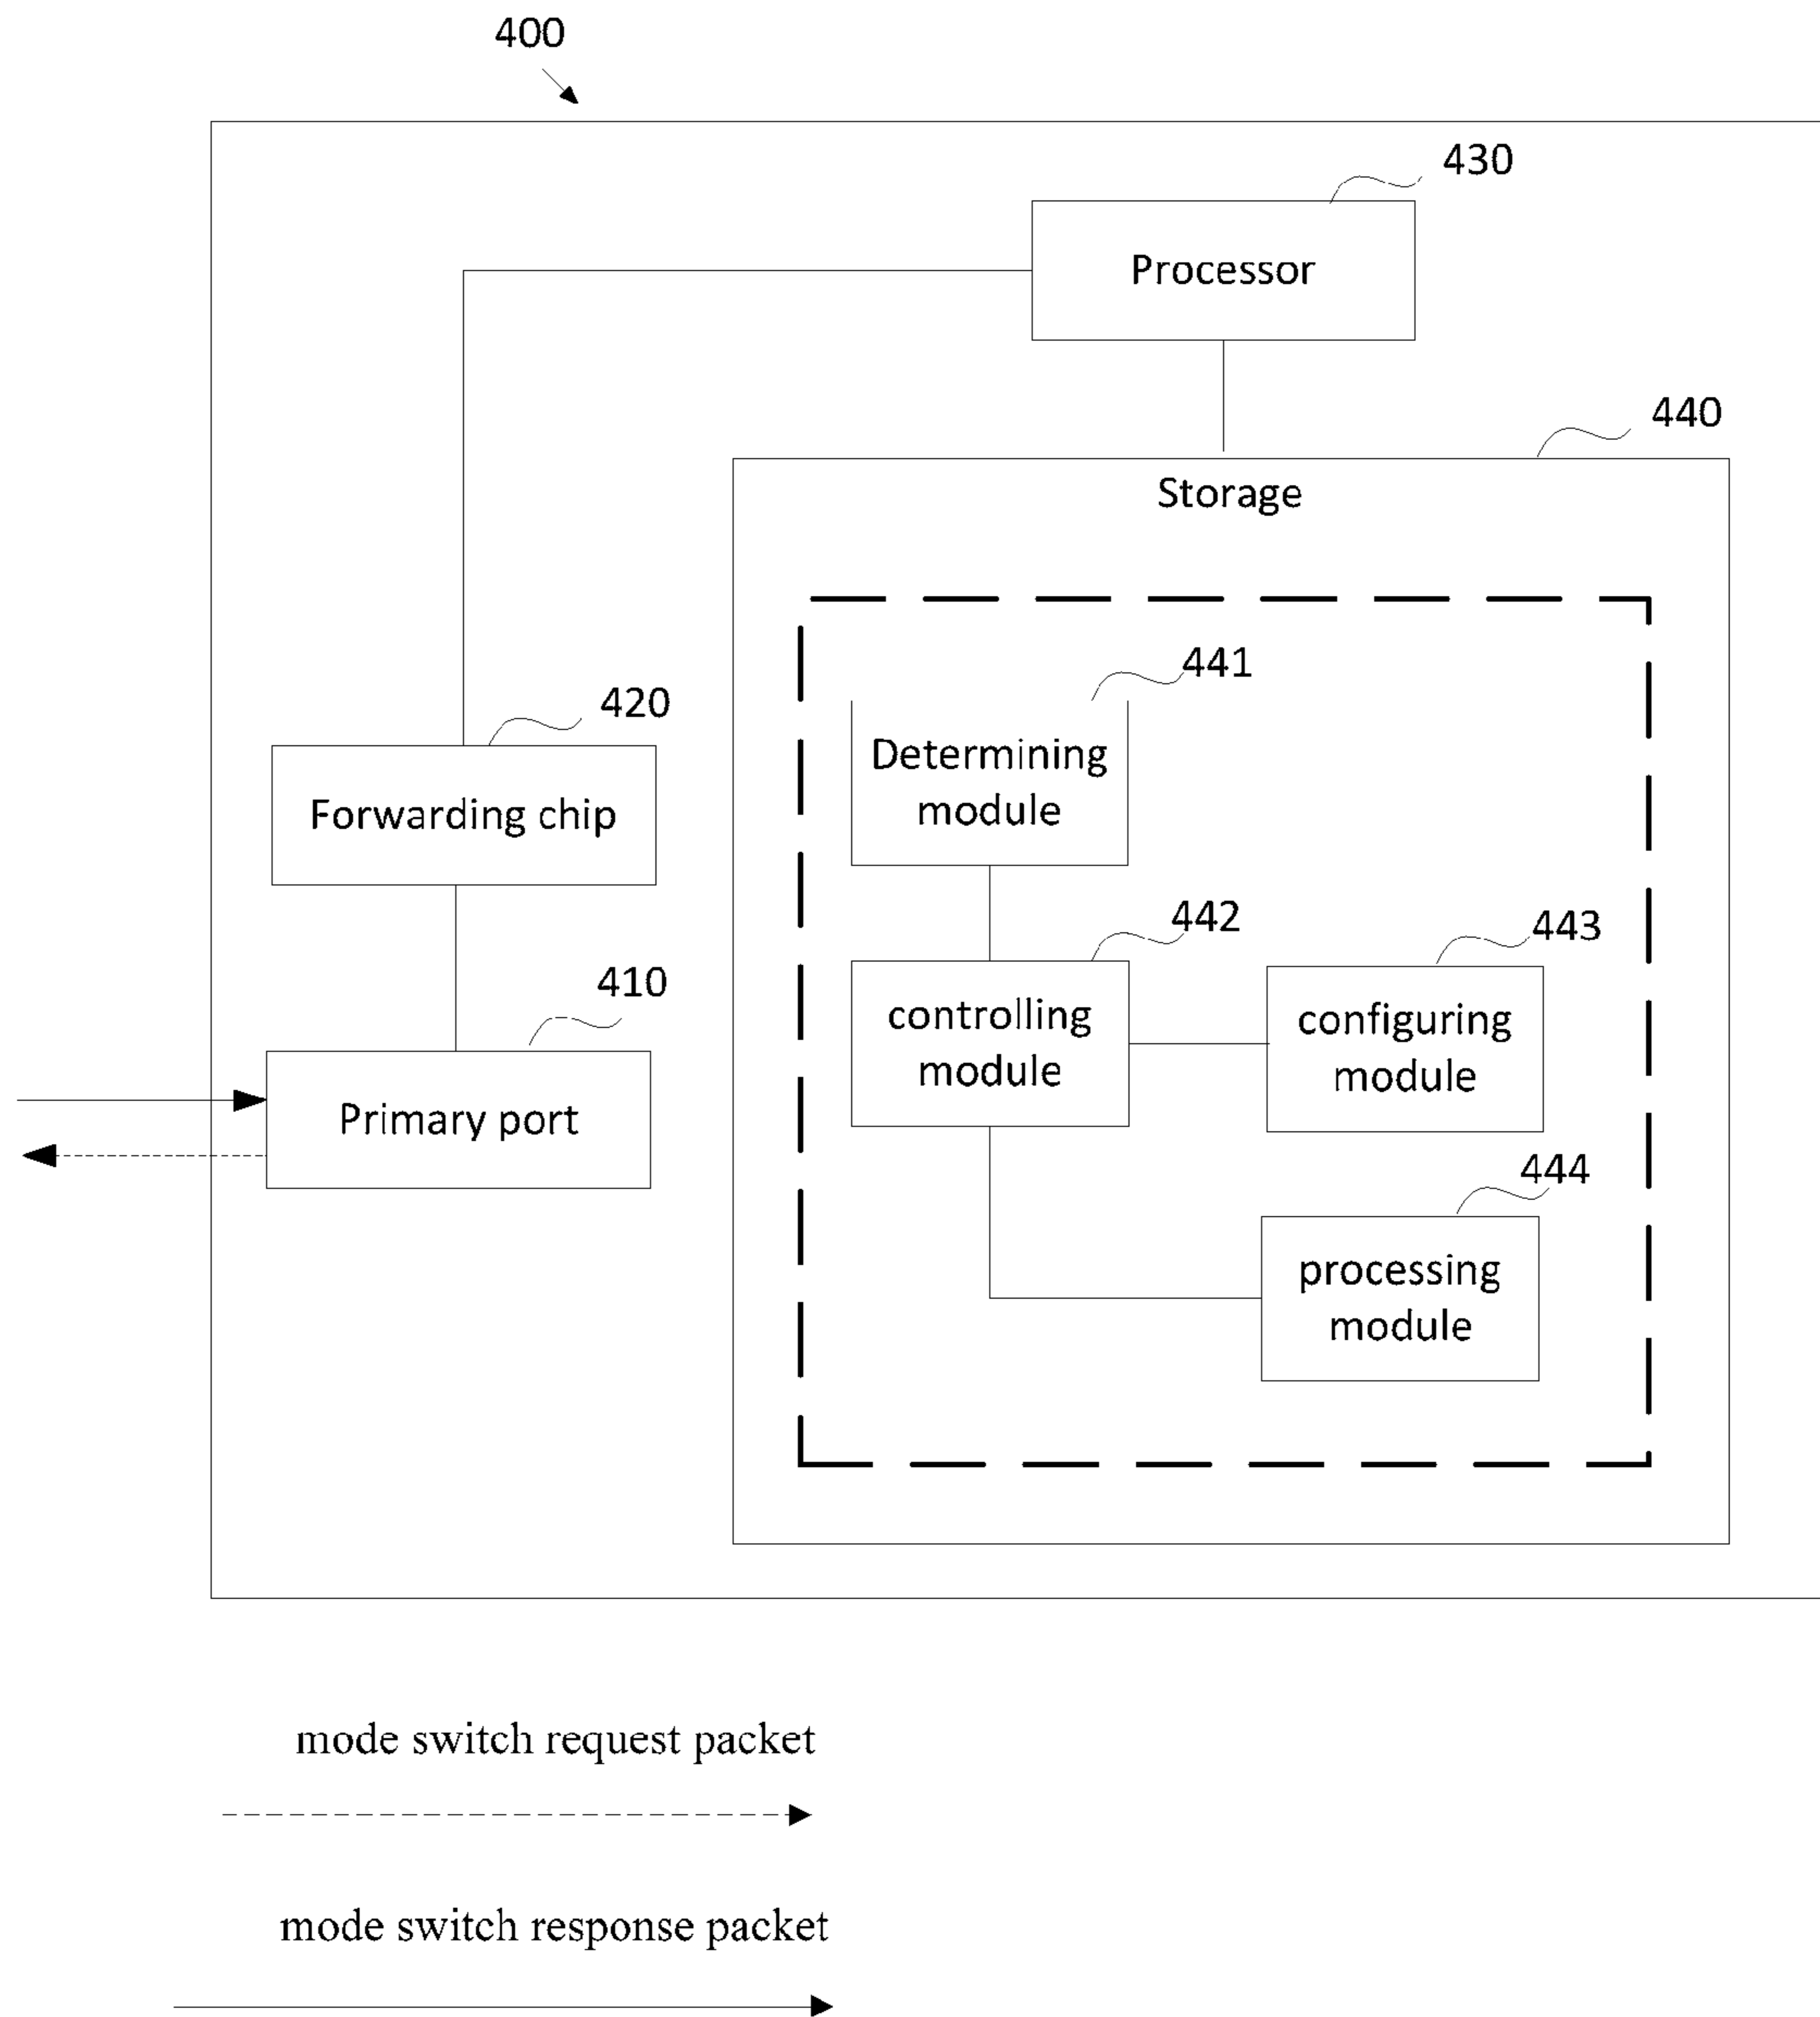 400
430
Processor
440
Storage
441
420
Determining
module
Forwarding chip
442
443
410
controlling
module
configuring
module
Primary port
444
processing
module
mode switch request packet
mode switch response packet